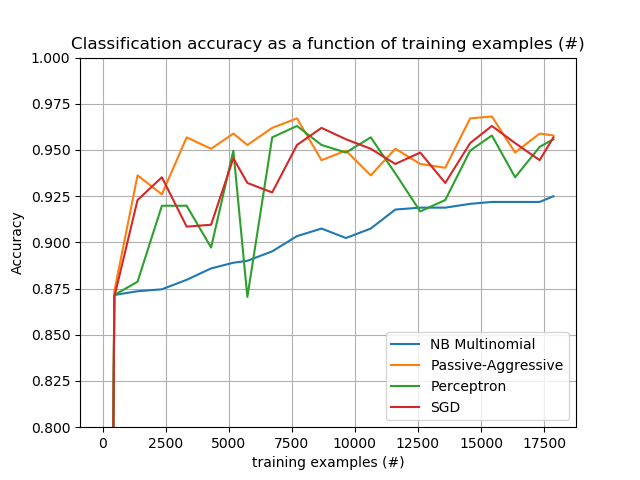 Classification accuracy as a function of training examples (#)
1.000
0.975
0.950
0.925
0.900
0.875
0.850
0.825
0.800
Accuracy
NB Multinomial
Passive-Aggressive
Perceptron
SGD
0 2500 5000 7500 10000 12500 15000 17500
training examples (#)